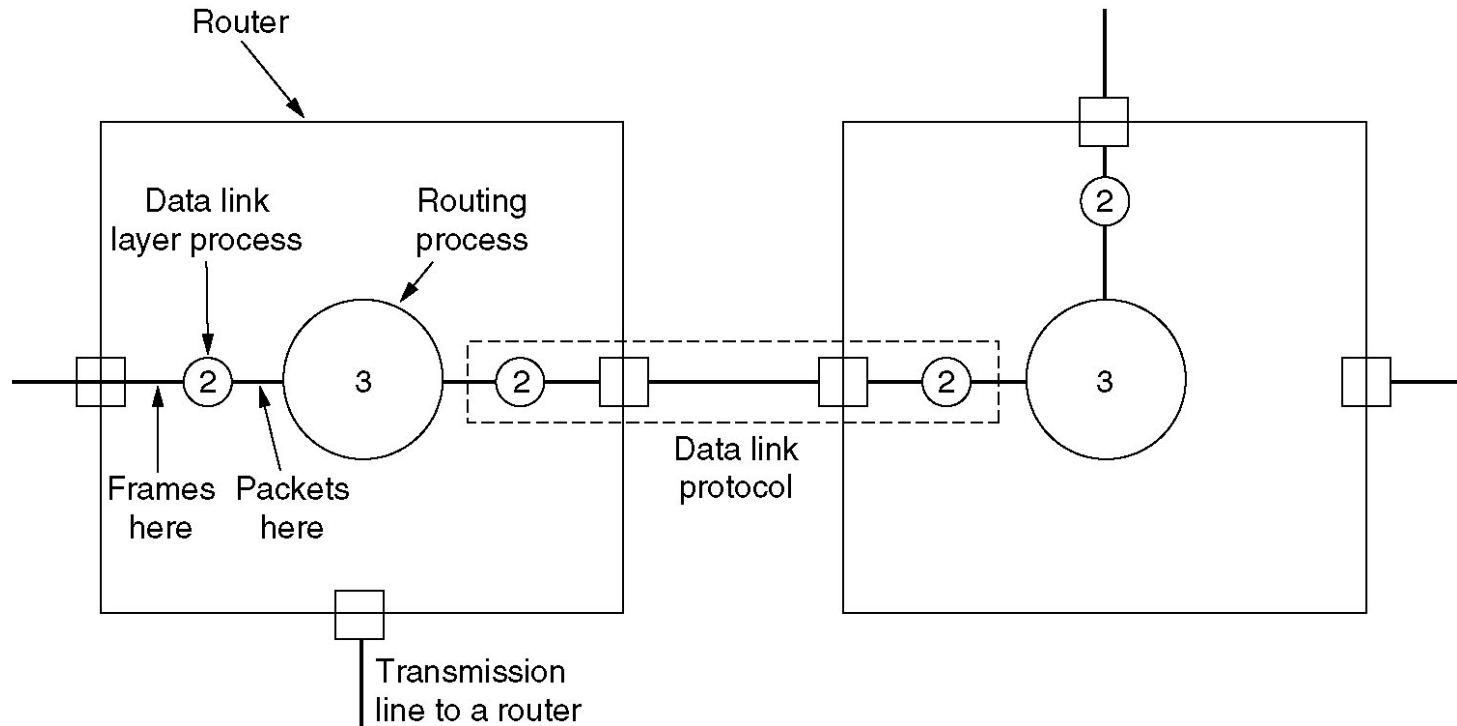 Router
Data link
layer process
Routing
process
2
2
3
2
2
3
Frames
here
Packets
here
Data link
protocol
Transmission
line to a router